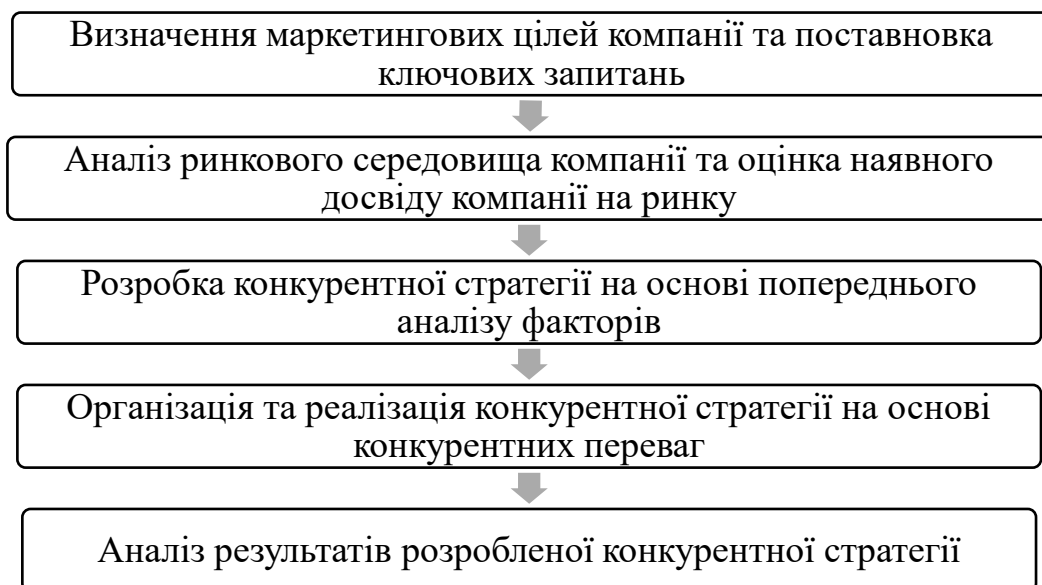 Визначення маркетингових цілей компанії та поставновка
ключових запитань
Аналіз ринкового середовища компанії та оцінка наявного
досвіду компанії на ринку
Розробка конкурентної стратегії на основі попереднього
аналізу факторів
Організація та реалізація конкурентної стратегії на основі
конкурентних переваг
Аналіз результатів розробленої конкурентної стратегії